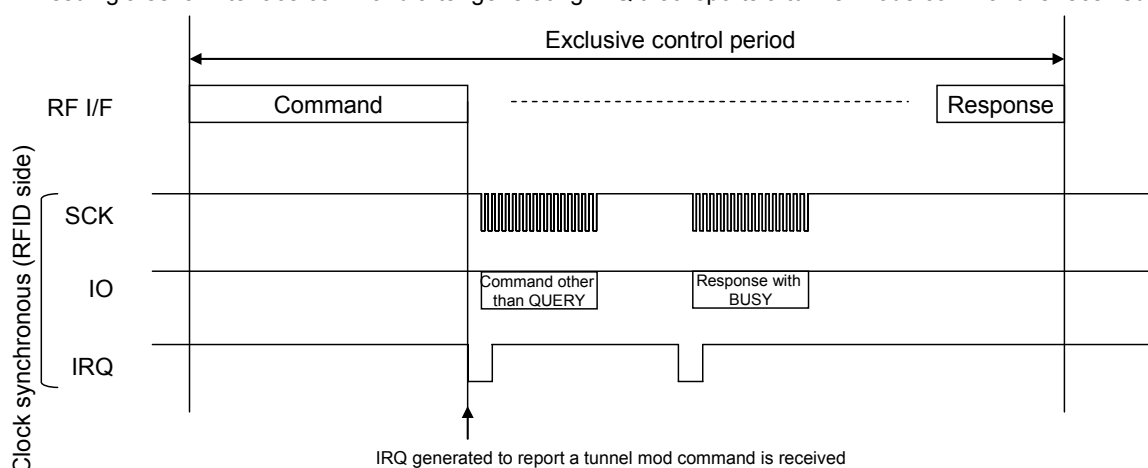 Exclusive control period
RF I/F
Command
Response
Clock synchronous (RFID side)
SCK
IO
Command other
than QUERY
Response with
BUSY
IRQ
IRQ generated to report a tunnel mod command is received